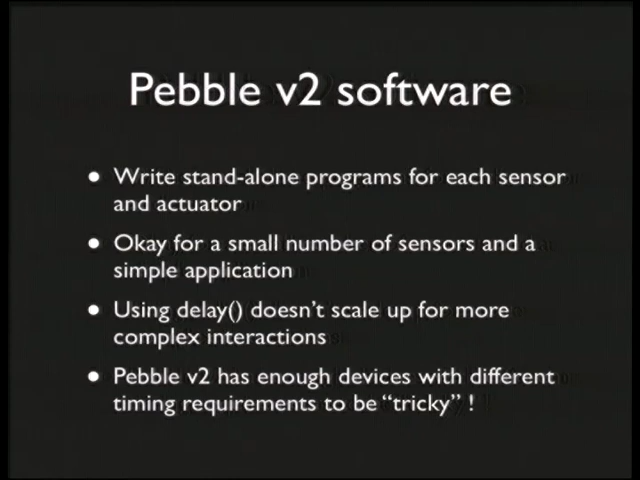 Pebble v2 software
• Write stand-alone programs for each sensor
and actuator
• Okay for a small number of sensors and a
simple application
• Using delay() doesn't scale up for more
complex interactions
• Pebble v2 has enough devices with different
timing requirements to be “tricky” !